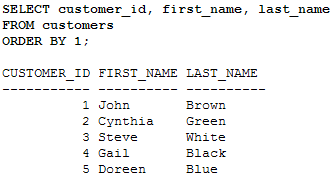 SELECT customer_id, first_name, last_name
FROM customers
ORDER BY 1;
CUSTOMER_ID FIRST_NAME LAST_NAME
----------- ---------- ----------
1 John Brown
2 Cynthia Green
3 Steve White
4 Gail Black
5 Doreen Blue